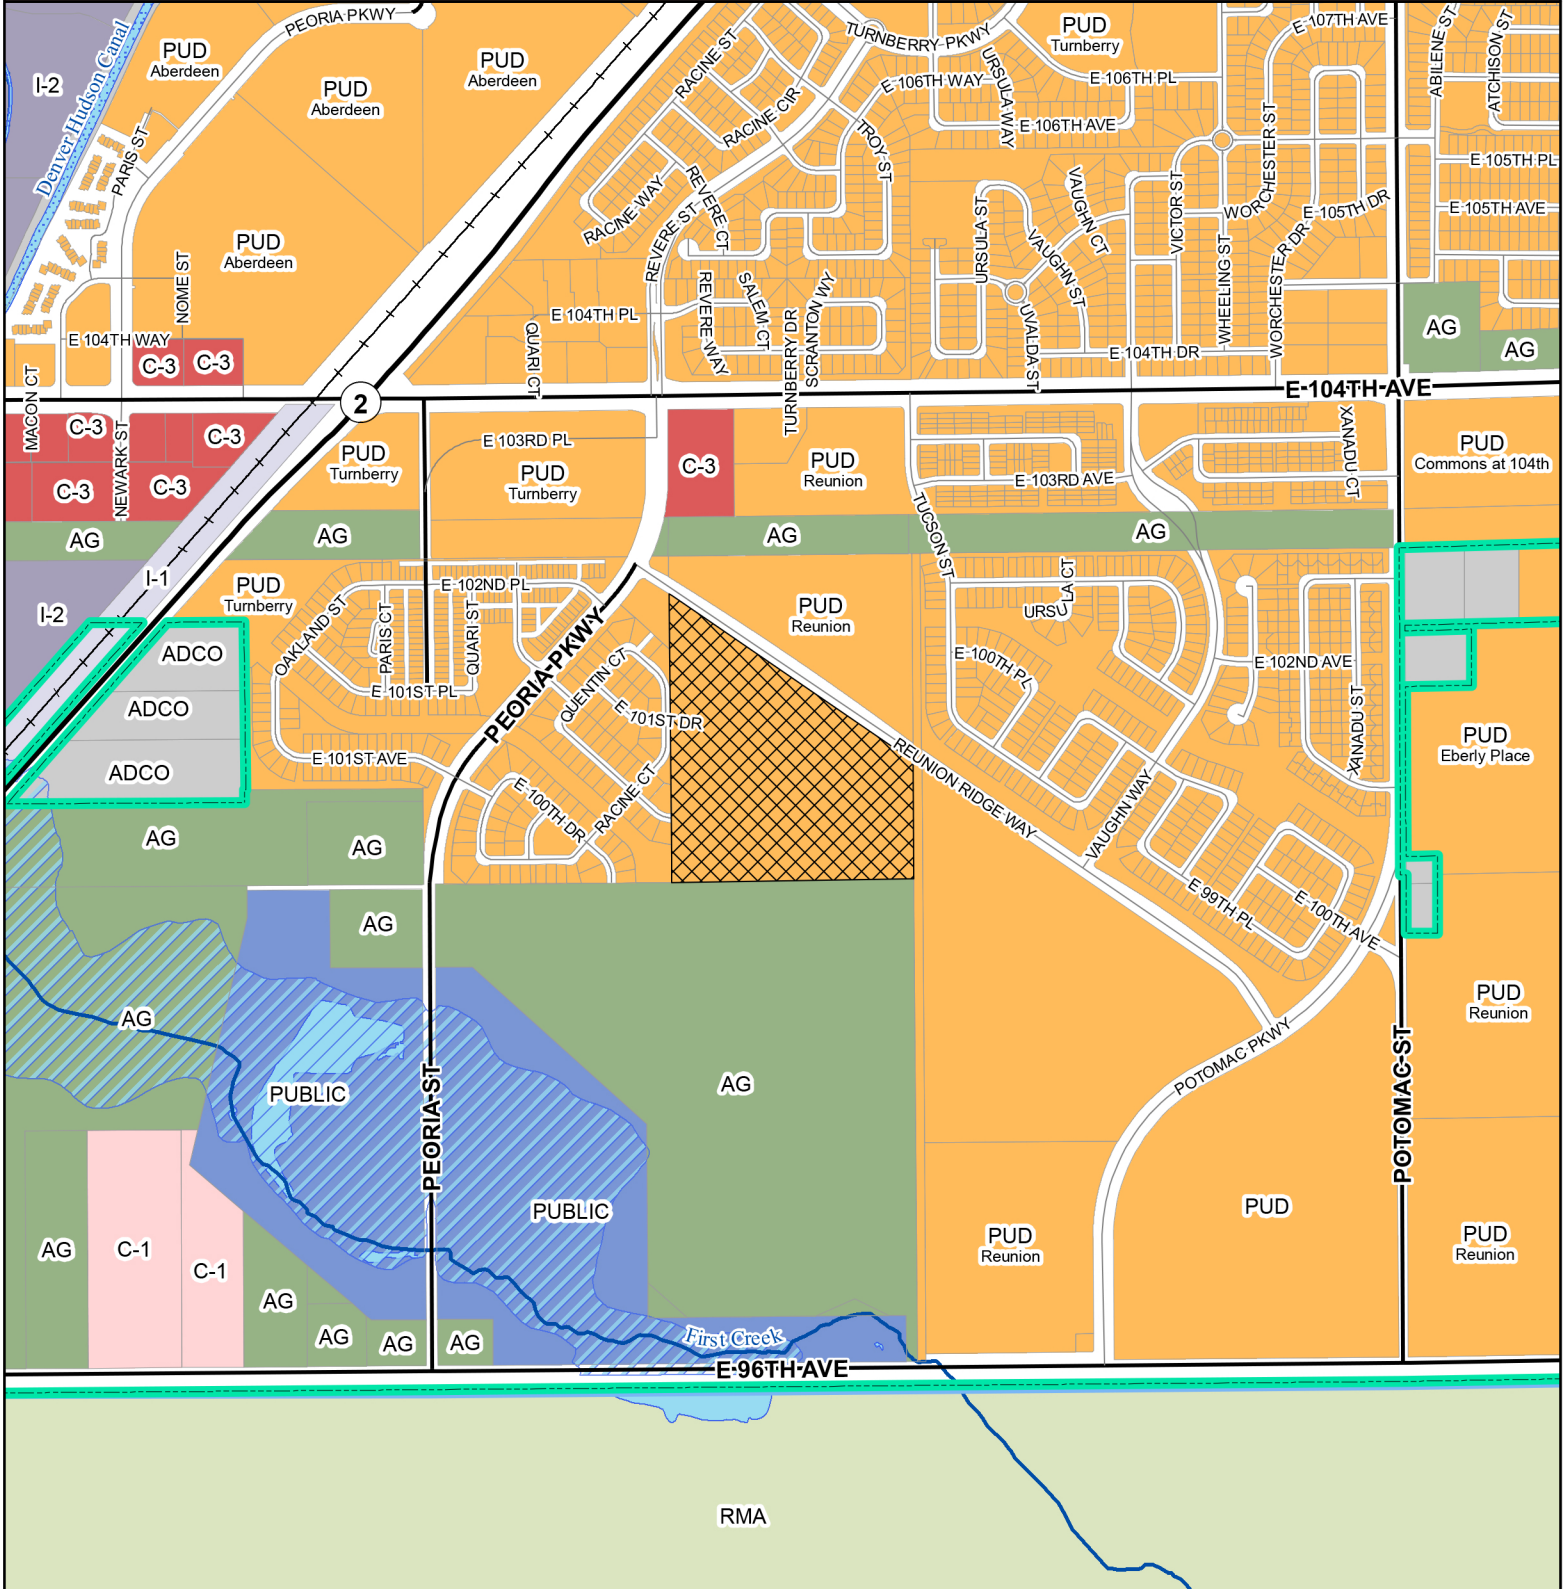 PEORIA PKWY
Denver Hudson Canal
I-2
PUD
Aberdeen
PUD
Aberdeen
PUD
Aberdeen
PUD
Aberdeen
PARIS ST
NOME ST
E 104TH WAY
C-3
C-3
MACON CT
RACINE ST
TURNBERRY PKWY
PUD
Turnberry
E 107TH AVE
ABILENE ST
ATCHISON ST
E 106TH WAY
URSULA WAY
E 106TH PL
E 106TH AVE
RACINE CIR
TROY ST
WORCHESTER ST
E 105TH PL
E 105TH AVE
E 105TH DR
RACINE WAY
REVERE CT
REVERE ST
URSULA ST
VAUGHN CT
VAUGHN ST
VICTOR ST
WORCHESTER DR
WHEELING ST
WORCHESTER ST
E 104TH PL
QUARI CT
REVERE WAY
SALEM CT
TURNBERRY DR
SCRANTON WY
UVALDA ST
E 104TH DR
AG
AG
2
E 104TH AVE
C-3
C-3
C-3
C-3
NEWARK ST
PUD
Turnberry
E 103RD PL
PUD
Turnberry
C-3
PUD
Reunion
E 103RD AVE
XANADU CT
PUD
Commons at 104th
AG
AG
AG
AG
TUCSON ST
I-1
I-2
PUD
Turnberry
E 102ND PL
OAKLAND ST
PARIS CT
QUARI ST
E 101ST PL
PEORIA PKWY
PUD
Reunion
URSULA CT
E 102ND AVE
E 100TH PL
XANADU ST
ADCO
ADCO
ADCO
QUENTIN CT
E 101ST DR
E 101ST AVE
E 100TH DR
RACINE CT
REUNION RIDGE WAY
VAUGHN WAY
PUD
Eberly Place
AG
AG
AG
E 99TH PL
E 100TH AVE
AG
PUBLIC
PEORIA ST
AG
POTOMAC PKWY
POTOMAC ST
PUD
Reunion
PUBLIC
AG
C-1
C-1
AG
AG
AG
AG
PUD
Reunion
PUD
PUD
Reunion
First Creek
E 96TH AVE
RMA